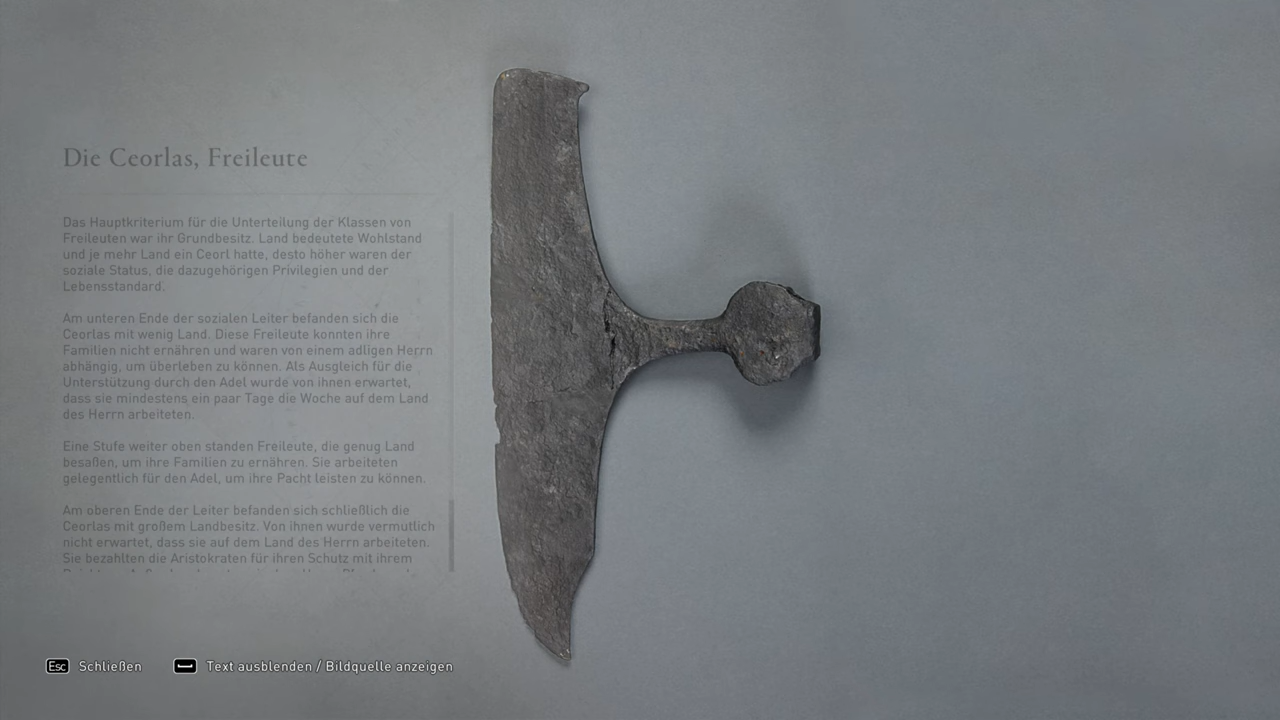 Die Ceorlas, Freileute
Das Hauptkriterium für die Unterteilung der Klassen von
Freileuten war ihr Grundbesitz. Land bedeutete Wohlstand
und je mehr Land ein Ceorl hatte, desto höher waren der
soziale Status, die dazugehörigen Privilegien und der
Lebensstandard.
Am unteren Ende der sozialen Leiter befanden sich die
Ceorlas mit wenig Land. Diese Freileute konnten ihre
Familien nicht ernähren und waren von einem adligen Herrn
abhängig, um überleben zu können. Als Ausgleich für die
Unterstützung durch den Adel wurde von ihnen erwartet,
dass sie mindestens ein paar Tage die Woche auf dem Land
des Herrn arbeiteten.
Eine Stufe weiter oben standen Freileute, die genug Land
besaßen, um ihre Familien zu ernähren. Sie arbeiteten
gelegentlich für den Adel, um ihre Pacht leisten zu können.
Am oberen Ende der Leiter befanden sich schließlich die
Ceorlas mit großem Landbesitz. Von ihnen wurde vermutlich
nicht erwartet, dass sie auf dem Land des Herrn arbeiteten.
Sie bezahlten die Aristokraten für ihren Schutz mit ihrem
Esc Schließen Text ausblenden / Bildquelle anzeigen